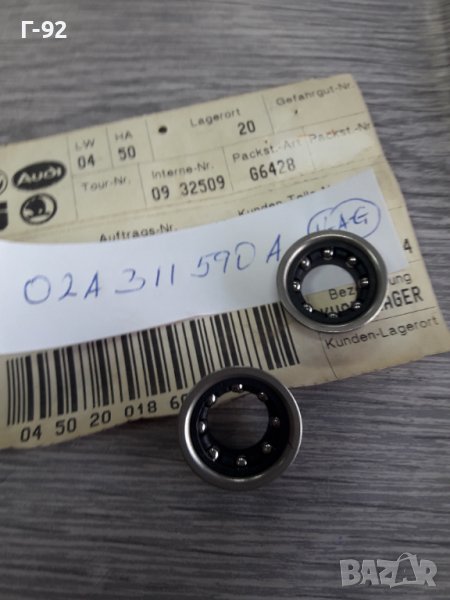 Г-92
LW
HA
Lagerort
Gefahrgut-Nr.
04
50
20
Audi
Tour-Nr.
Interne-Nr.
Packst.-Art
Packst.-Nr.
09 32509
G6428
Auftrags-Nr.
02A 311 590 A VAG
Kunden-Lagerort
04 50 20 018
BAZAR